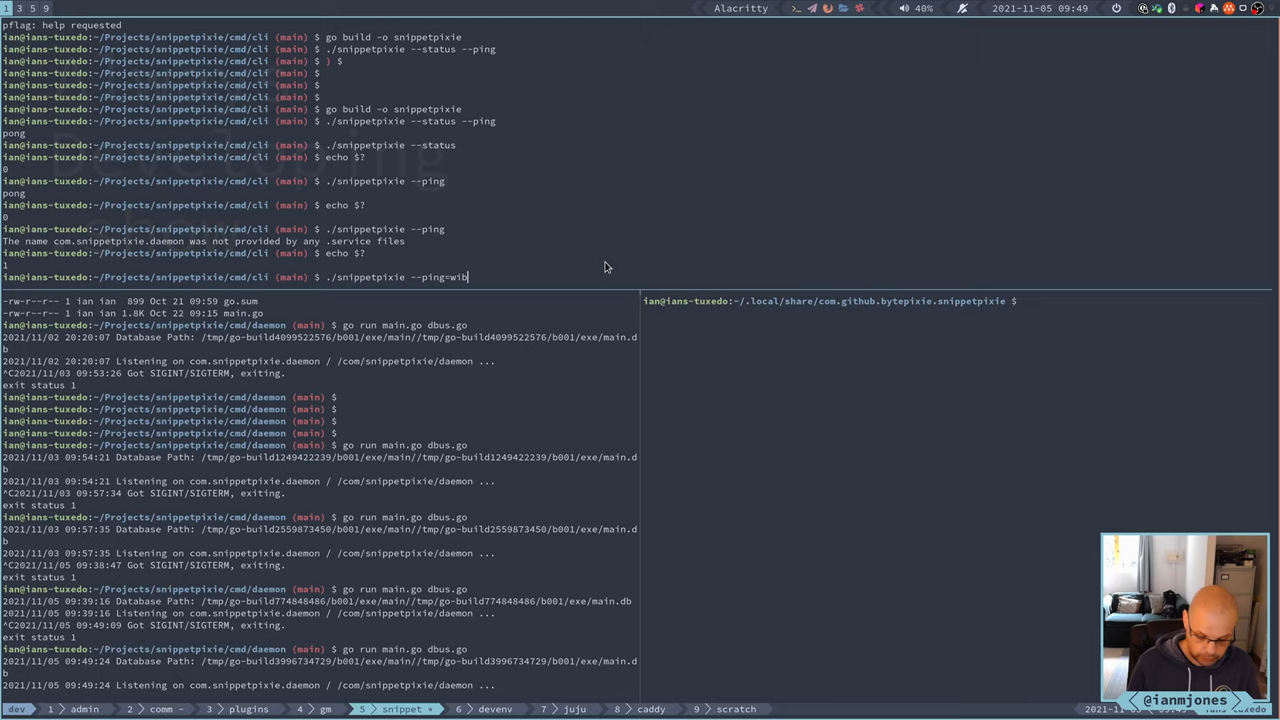 1 3 5 9 Alacritty 40% 2021-11-05 09:49
pflag: help requested
ian@ians-tuxedo:~/Projects/snippetpixie/cmd/cli (main) $ go build -o snippetpixie
ian@ians-tuxedo:~/Projects/snippetpixie/cmd/cli (main) $ ./snippetpixie --status --ping
ian@ians-tuxedo:~/Projects/snippetpixie/cmd/cli (main) $ ) $
ian@ians-tuxedo:~/Projects/snippetpixie/cmd/cli (main) $
ian@ians-tuxedo:~/Projects/snippetpixie/cmd/cli (main) $
ian@ians-tuxedo:~/Projects/snippetpixie/cmd/cli (main) $
ian@ians-tuxedo:~/Projects/snippetpixie/cmd/cli (main) $ go build -o snippetpixie
ian@ians-tuxedo:~/Projects/snippetpixie/cmd/cli (main) $ ./snippetpixie --status --ping
pong
ian@ians-tuxedo:~/Projects/snippetpixie/cmd/cli (main) $ ./snippetpixie --status
ian@ians-tuxedo:~/Projects/snippetpixie/cmd/cli (main) $ echo $?
0
ian@ians-tuxedo:~/Projects/snippetpixie/cmd/cli (main) $ ./snippetpixie --ping
pong
ian@ians-tuxedo:~/Projects/snippetpixie/cmd/cli (main) $ echo $?
0
ian@ians-tuxedo:~/Projects/snippetpixie/cmd/cli (main) $ ./snippetpixie --ping
The name com.snippetpixie.daemon was not provided by any .service files
ian@ians-tuxedo:~/Projects/snippetpixie/cmd/cli (main) $ echo $?
1
ian@ians-tuxedo:~/Projects/snippetpixie/cmd/cli (main) $ ./snippetpixie --ping=wib
-rw-r--r-- 1 ian ian  899 Oct 21 09:59 go.sum
-rw-r--r-- 1 ian ian 1.8K Oct 22 09:15 main.go
ian@ians-tuxedo:~/Projects/snippetpixie/cmd/daemon (main) $ go run main.go dbus.go
2021/11/02 20:20:07 Database Path: /tmp/go-build4099522576/b001/exe/main//tmp/go-build4099522576/b001/exe/main.d
b
2021/11/02 20:20:07 Listening on com.snippetpixie.daemon / /com/snippetpixie/daemon ...
^C2021/11/03 09:53:26 Got SIGINT/SIGTERM, exiting.
exit status 1
ian@ians-tuxedo:~/Projects/snippetpixie/cmd/daemon (main) $
ian@ians-tuxedo:~/Projects/snippetpixie/cmd/daemon (main) $
ian@ians-tuxedo:~/Projects/snippetpixie/cmd/daemon (main) $
ian@ians-tuxedo:~/Projects/snippetpixie/cmd/daemon (main) $
ian@ians-tuxedo:~/Projects/snippetpixie/cmd/daemon (main) $ go run main.go dbus.go
2021/11/03 09:54:21 Database Path: /tmp/go-build1249422239/b001/exe/main//tmp/go-build1249422239/b001/exe/main.d
b
2021/11/03 09:54:21 Listening on com.snippetpixie.daemon / /com/snippetpixie/daemon ...
^C2021/11/03 09:57:34 Got SIGINT/SIGTERM, exiting.
exit status 1
ian@ians-tuxedo:~/Projects/snippetpixie/cmd/daemon (main) $ go run main.go dbus.go
2021/11/03 09:57:35 Database Path: /tmp/go-build2559873450/b001/exe/main//tmp/go-build2559873450/b001/exe/main.d
b
2021/11/03 09:57:35 Listening on com.snippetpixie.daemon / /com/snippetpixie/daemon ...
^C2021/11/05 09:38:47 Got SIGINT/SIGTERM, exiting.
exit status 1
ian@ians-tuxedo:~/Projects/snippetpixie/cmd/daemon (main) $ go run main.go dbus.go
2021/11/05 09:39:16 Database Path: /tmp/go-build774848486/b001/exe/main//tmp/go-build774848486/b001/exe/main.db
2021/11/05 09:39:16 Listening on com.snippetpixie.daemon / /com/snippetpixie/daemon ...
^C2021/11/05 09:49:09 Got SIGINT/SIGTERM, exiting.
exit status 1
ian@ians-tuxedo:~/Projects/snippetpixie/cmd/daemon (main) $ go run main.go dbus.go
2021/11/05 09:49:24 Database Path: /tmp/go-build3996734729/b001/exe/main//tmp/go-build3996734729/b001/exe/main.d
b
2021/11/05 09:49:24 Listening on com.snippetpixie.daemon / /com/snippetpixie/daemon ...
ian@ians-tuxedo:~/.local/share/com.github.bytepixie.snippetpixie $
@ianmjones
dev 1 admin 2 comm - 3 plugins 4 gm 5 snippet * 6 devenv 7 juju 8 caddy 9 scratch